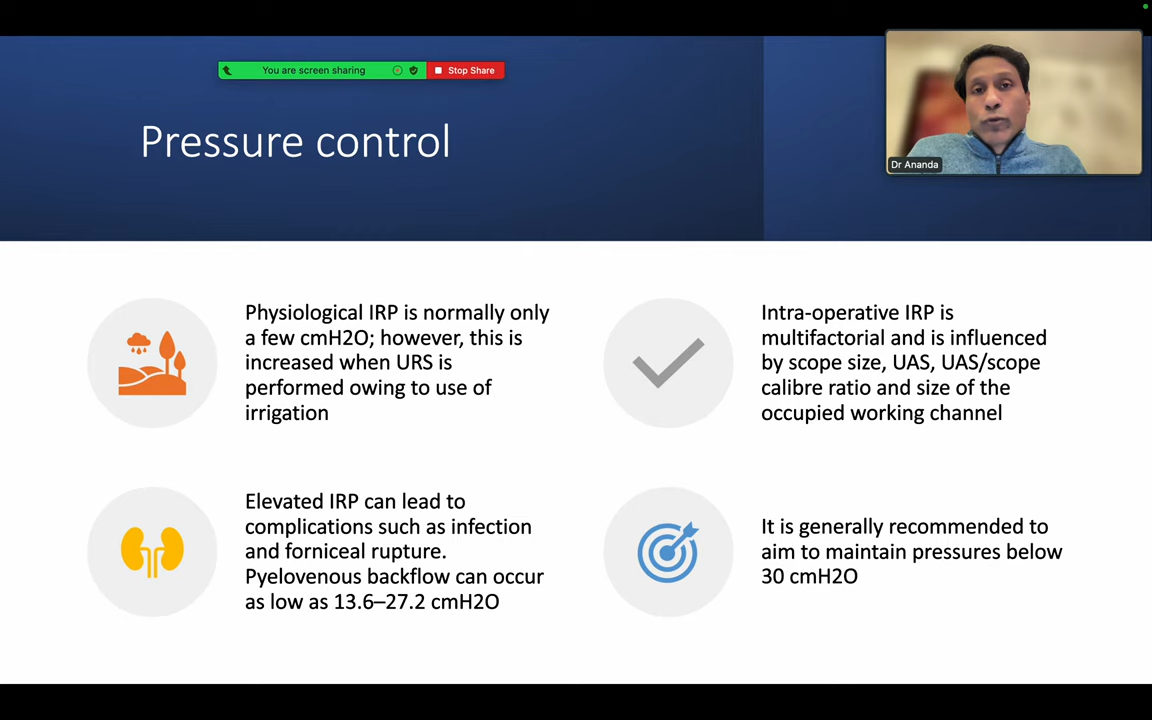 You are screen sharing
Stop Share
Pressure control
Dr Ananda
Physiological IRP is normally only
a few cmH2O; however, this is
increased when URS is
performed owing to use of
irrigation
Intra-operative IRP is
multifactorial and is influenced
by scope size, UAS, UAS/scope
calibre ratio and size of the
occupied working channel
Elevated IRP can lead to
complications such as infection
and forniceal rupture.
Pyelovenous backflow can occur
as low as 13.6–27.2 cmH2O
It is generally recommended to
aim to maintain pressures below
30 cmH2O